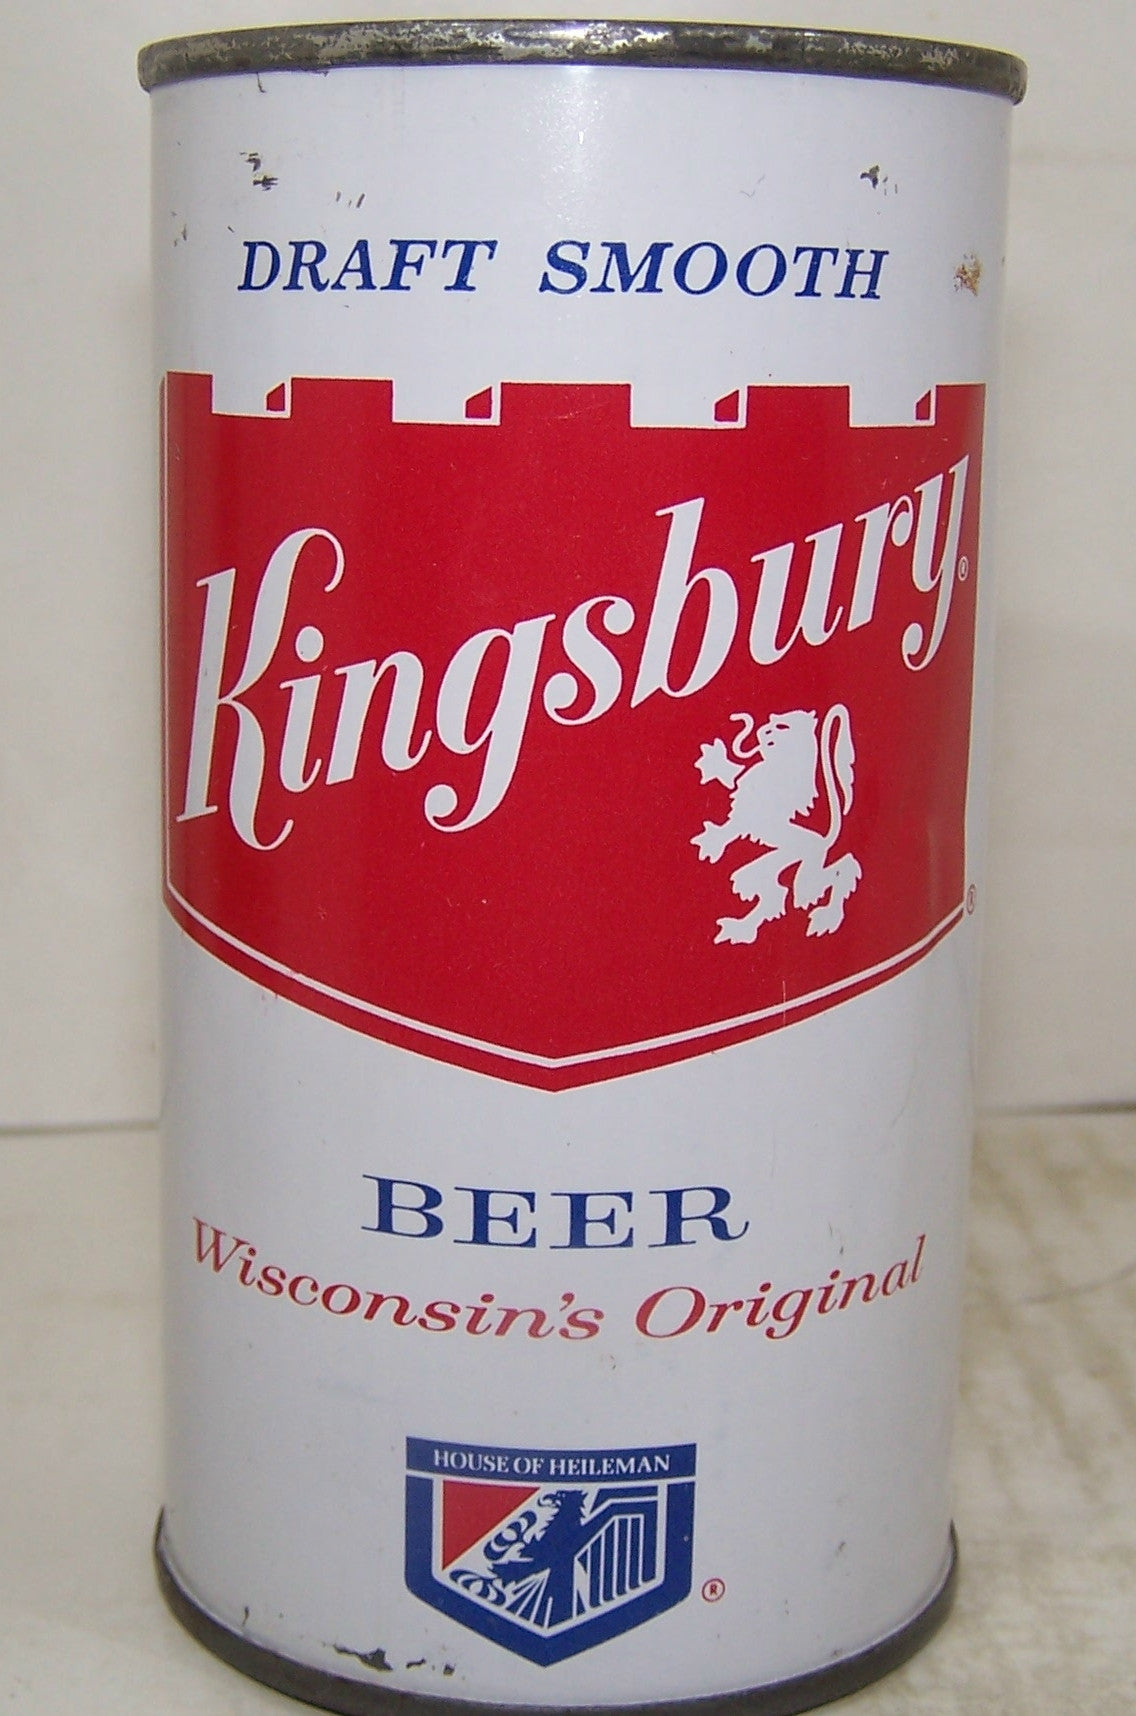 DRAFT SMOOTH
Kingsbury®
®
BEER
Wisconsin's Original
HOUSE OF HEILEMAN
®